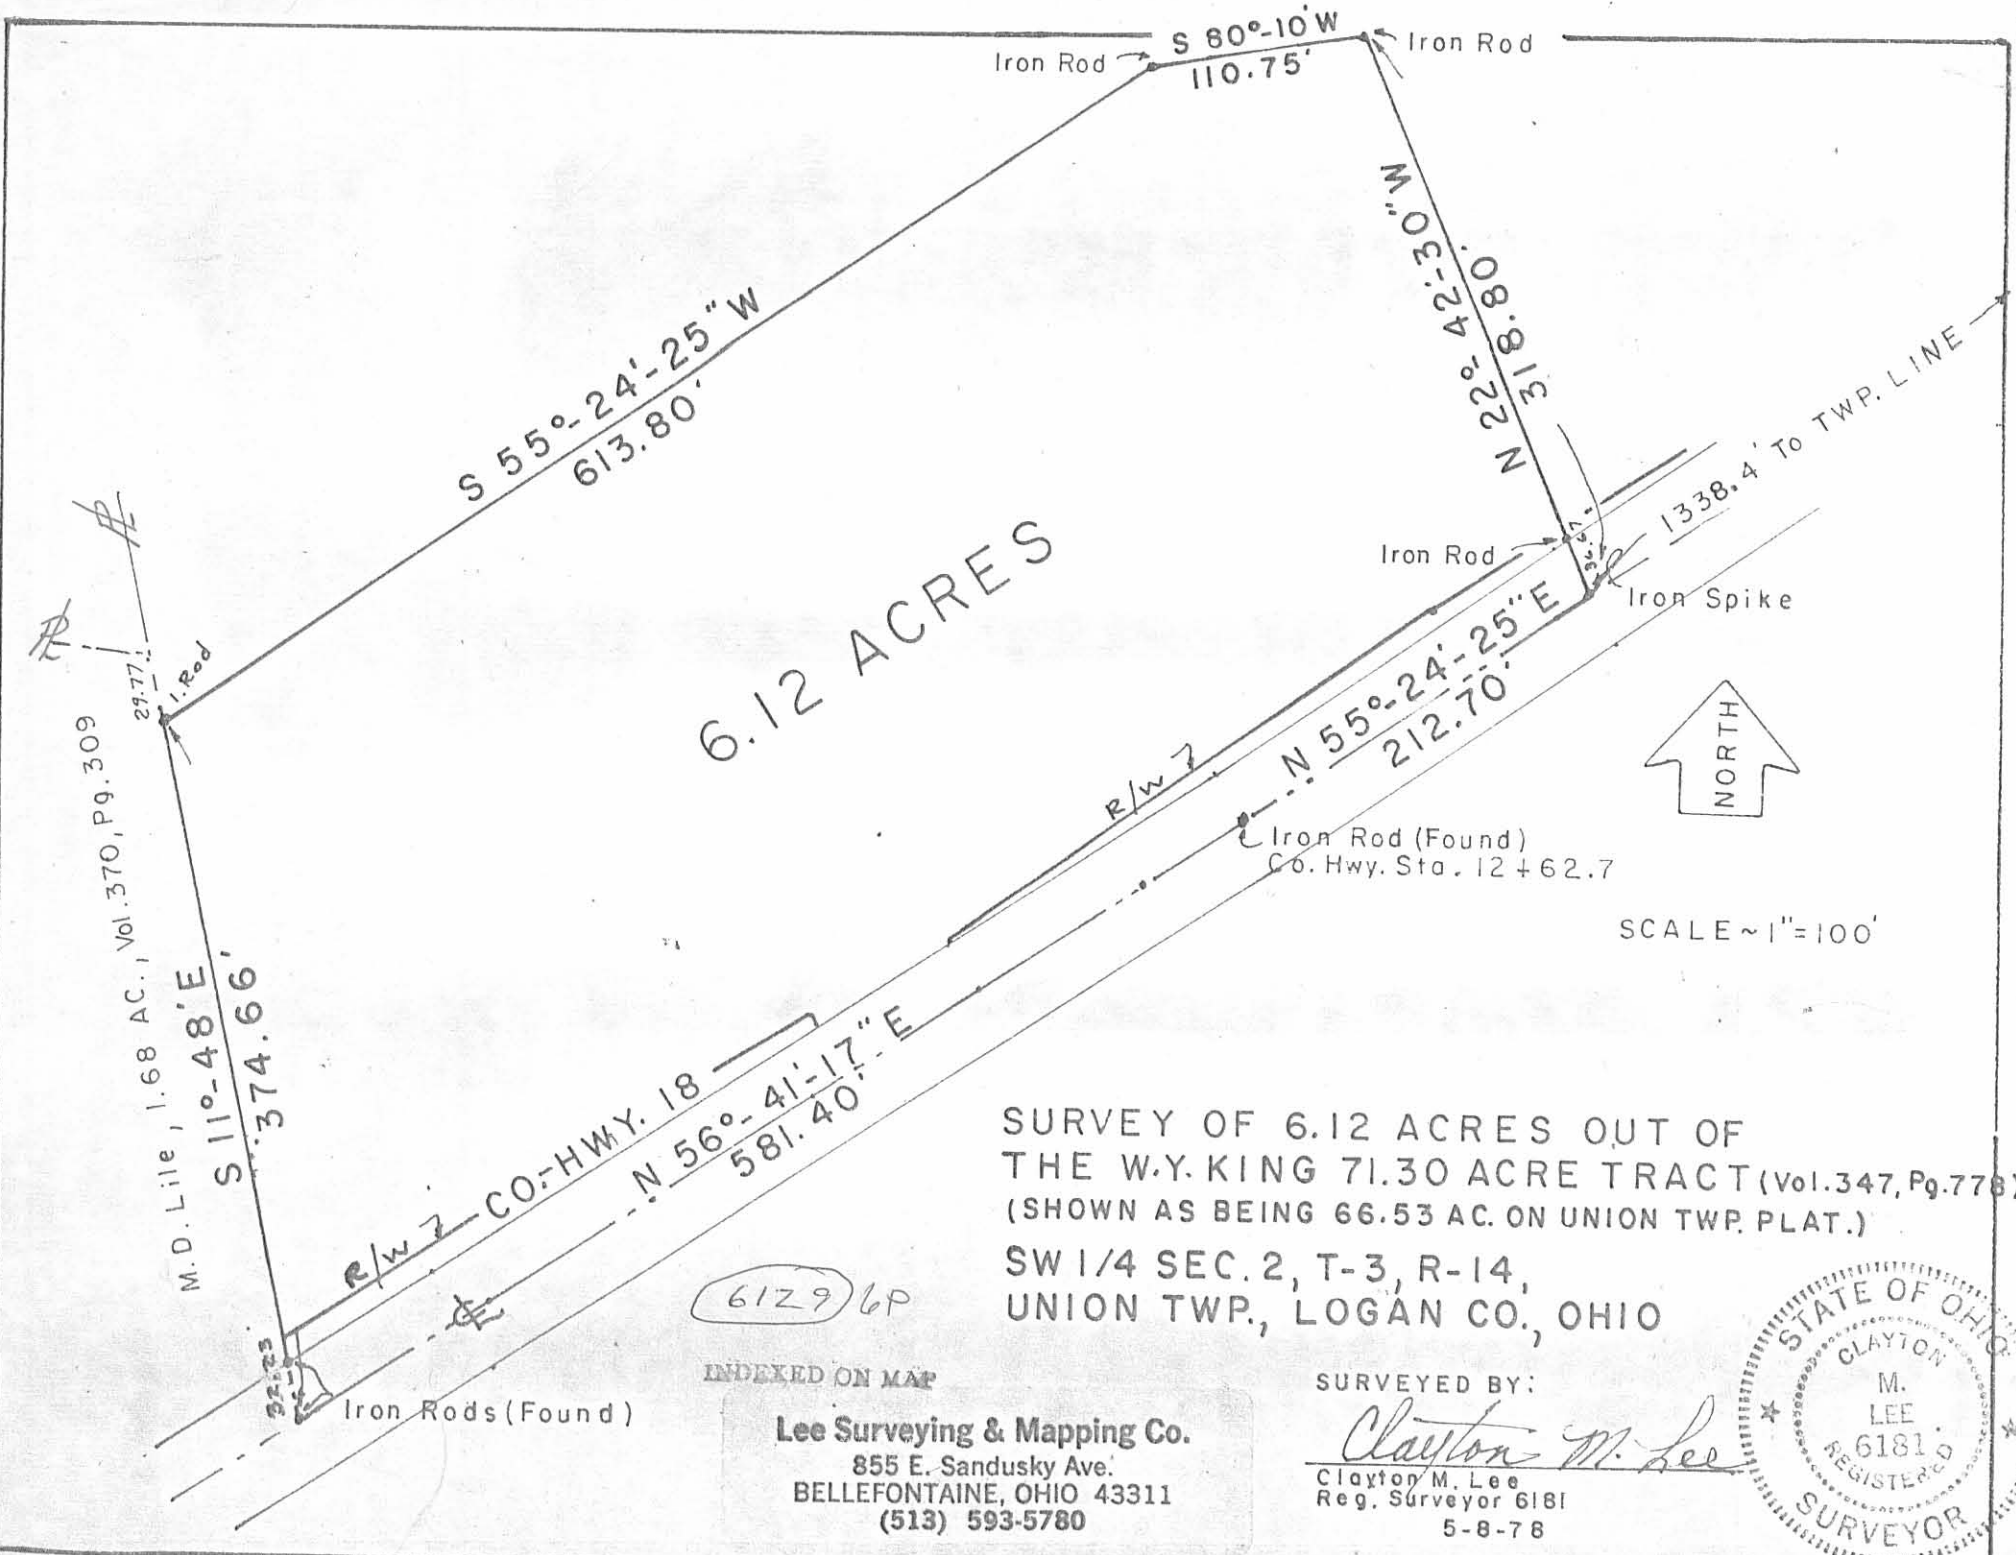 S 80°-10'W
110.75'
Iron Rod
Iron Rod
N 22°-42'-30"W
318.80'
S 55°-24'-25"W
613.80'
1338.4' To TWP. LINE
Iron Rod
36.67'
Iron Spike
6.12 ACRES
N 55°-24'-25"E
212.70'
R/W
NORTH
29.77'
I. Rod
M.D. Lile, 1.68 AC., Vol. 370, Pg. 309
S 11°-48'E
374.66'
Iron Rod (Found)
Co. Hwy. Sta. 12+62.7
SCALE~1"=100'
N 56°-41'-17"E
581.40'
R/W
CO.-HWY. 18
32.25
Iron Rods (Found)
SURVEY OF 6.12 ACRES OUT OF
THE W.Y. KING 71.30 ACRE TRACT (Vol.347, Pg.778)
(SHOWN AS BEING 66.53 AC. ON UNION TWP. PLAT.)
SW 1/4 SEC. 2, T-3, R-14,
UNION TWP., LOGAN CO., OHIO
6129
INDEXED ON MAP
Lee Surveying & Mapping Co.
855 E. Sandusky Ave.
BELLEFONTAINE, OHIO 43311
(513) 593-5780
SURVEYED BY:
Clayton M. Lee
Clayton M. Lee
Reg. Surveyor 6181
5-8-78
STATE OF OHIO
CLAYTON
M.
LEE
6181
REGISTERED
SURVEYOR